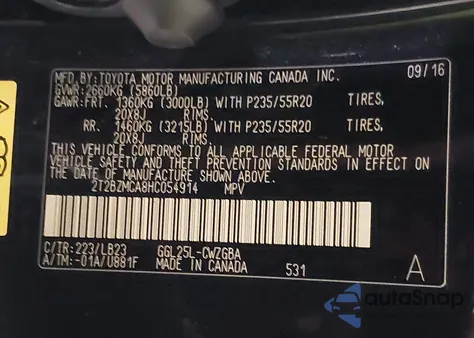 MFD.BY:TOYOTA MOTOR MANUFACTURING CANADA INC. 09/16
GVWR:2660KG (5860LB)
GAWR:FRT. 1360KG (3000LB) WITH P235/55R20 TIRES,
20X8J RIMS.
RR. 1460KG (3215LB) WITH P235/55R20 TIRES,
20X8J RIMS.
THIS VEHICLE CONFORMS TO ALL APPLICABLE FEDERAL MOTOR
VEHICLE SAFETY AND THEFT PREVENTION STANDARDS IN EFFECT ON
THE DATE OF MANUFACTURE SHOWN ABOVE.
2T2BZMCA8HC054914 MPV
C/TR:223/LB23 GGL25L-CWZGBA
A/TM:-01A/U881F MADE IN CANADA 531 A
autoSnap